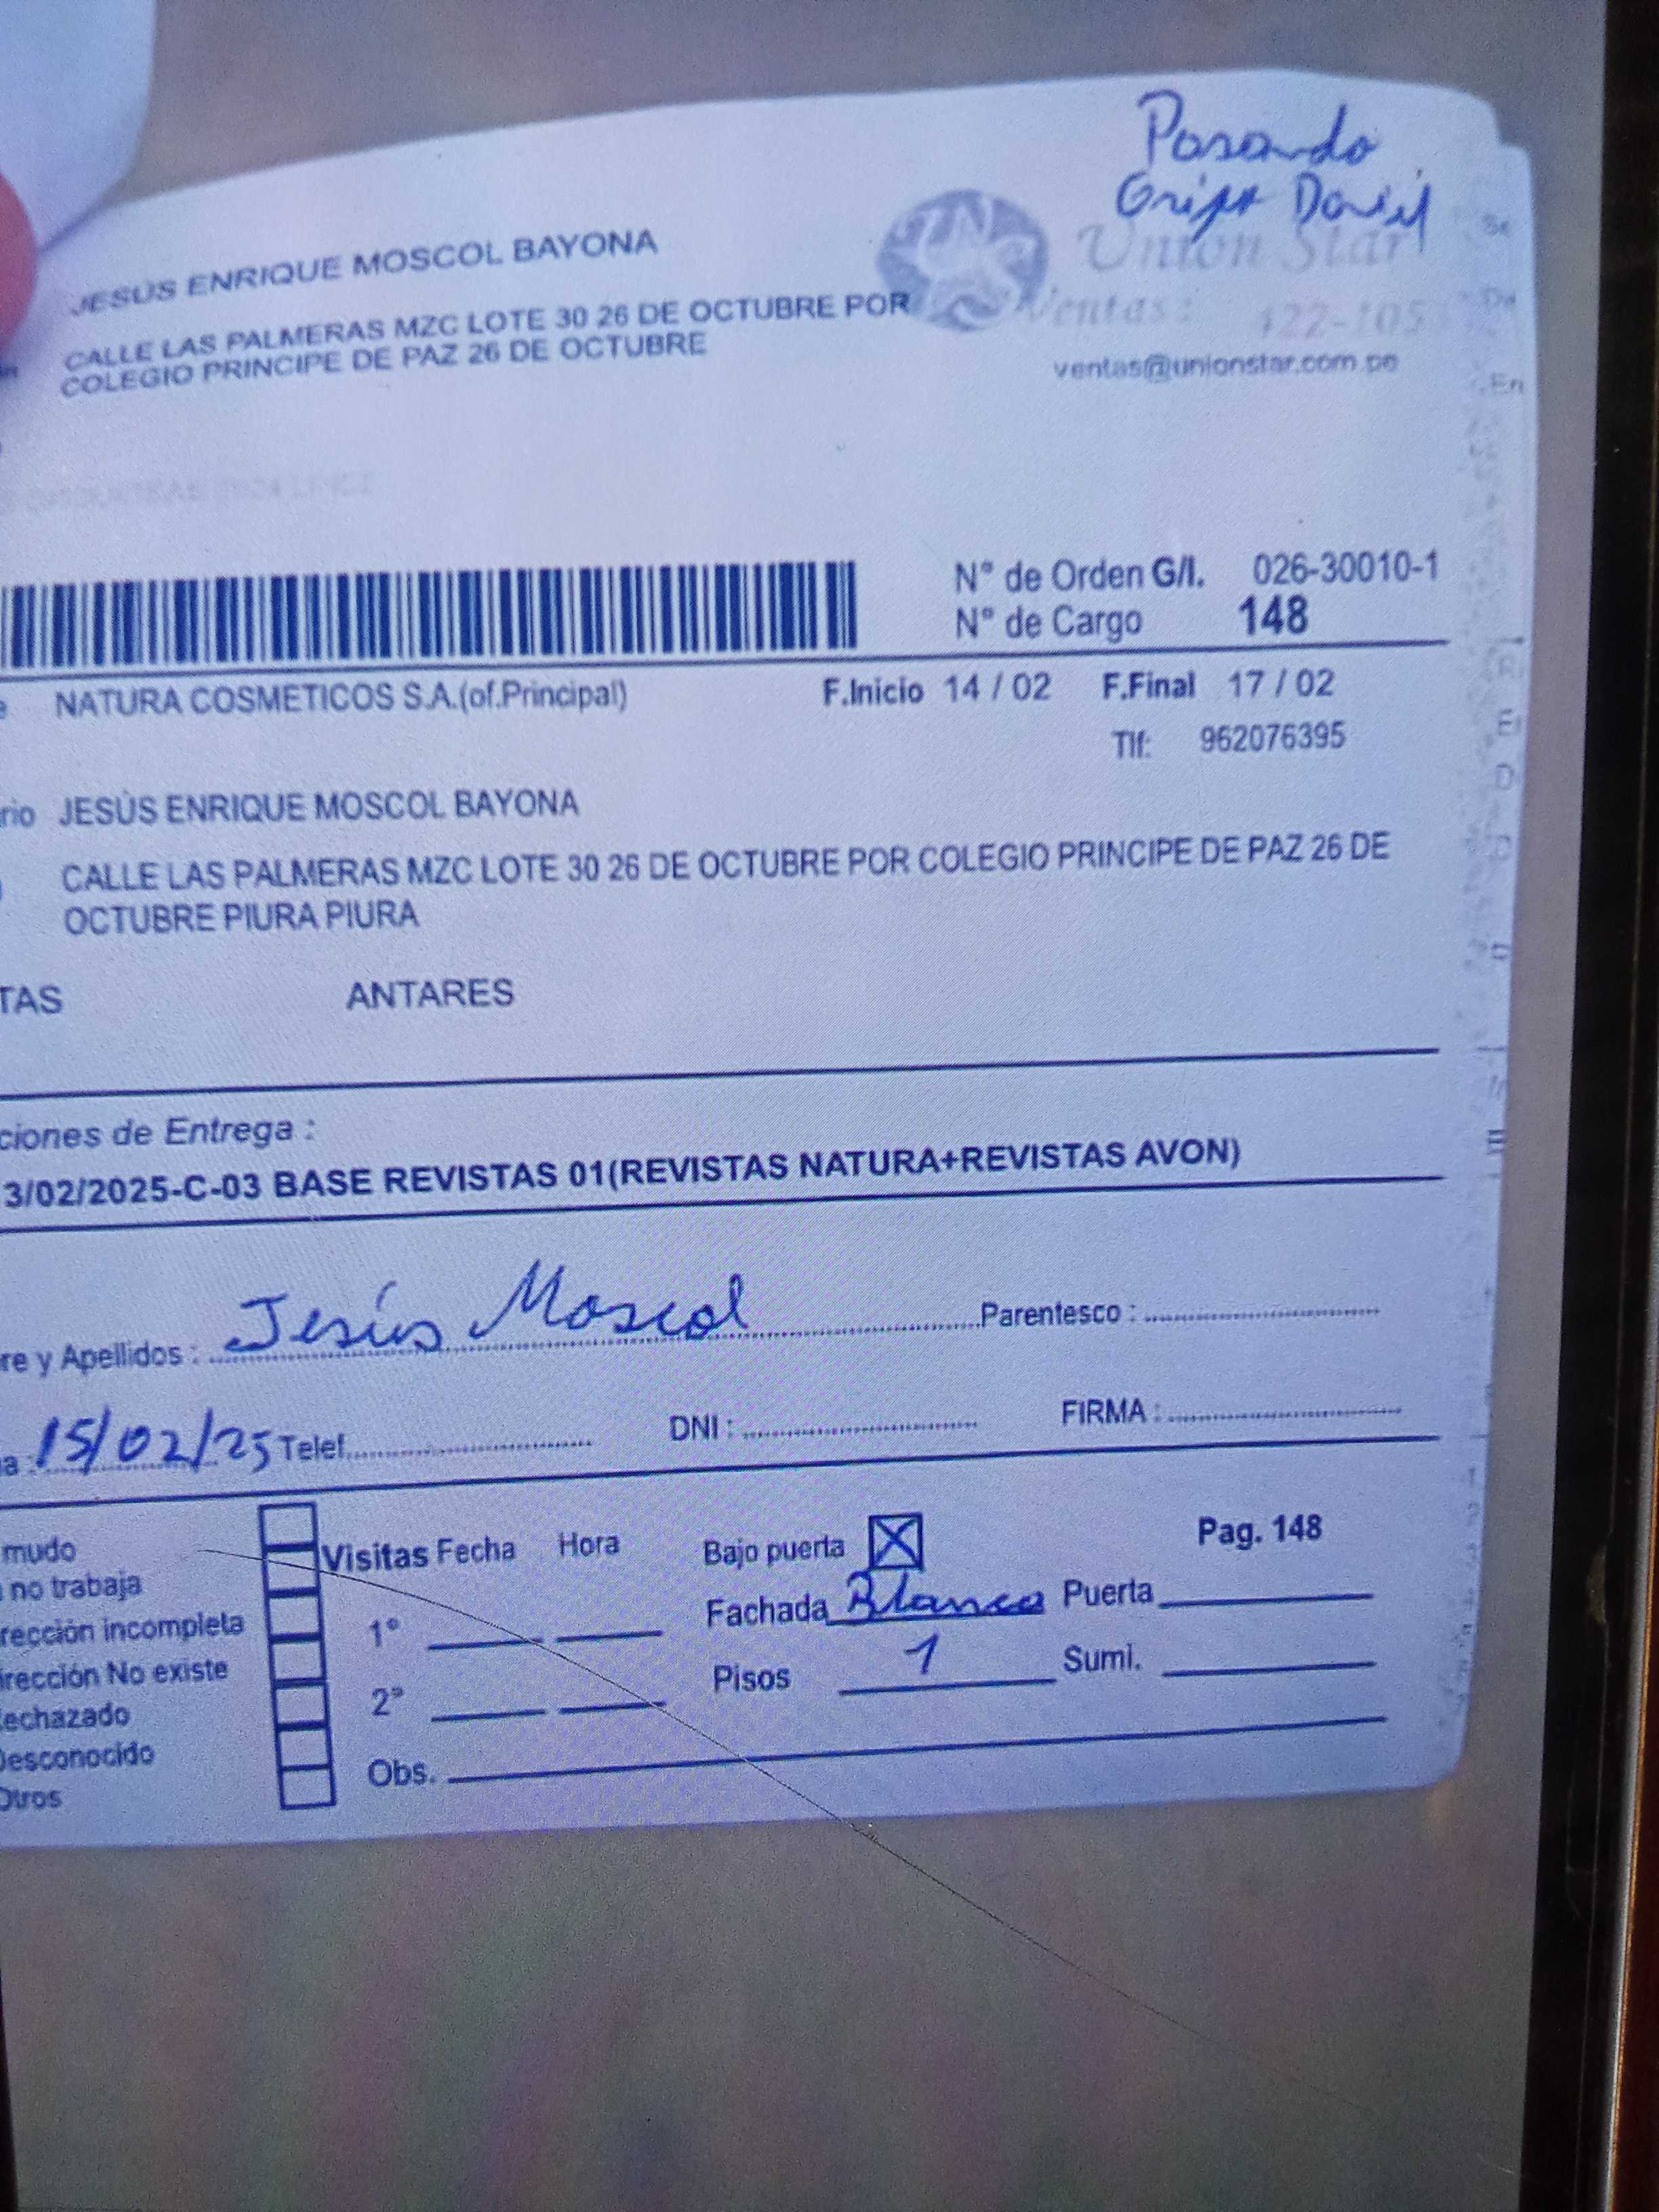 Pasando
Grifo David
JESÚS ENRIQUE MOSCOL BAYONA
Union Star
CALLE LAS PALMERAS MZC LOTE 30 26 DE OCTUBRE POR
COLEGIO PRINCIPE DE PAZ 26 DE OCTUBRE
Ventas: 422-105
ventas@unionstar.com.pe
N° de Orden G/I. 026-30010-1
N° de Cargo 148
NATURA COSMETICOS S.A.(of.Principal) F.Inicio 14 / 02 F.Final 17 / 02
Tlf: 962076395
rio JESÚS ENRIQUE MOSCOL BAYONA
CALLE LAS PALMERAS MZC LOTE 30 26 DE OCTUBRE POR COLEGIO PRINCIPE DE PAZ 26 DE
OCTUBRE PIURA PIURA
TAS ANTARES
ciones de Entrega :
3/02/2025-C-03 BASE REVISTAS 01(REVISTAS NATURA+REVISTAS AVON)
re y Apellidos : Jesús Moscol Parentesco :
a : 15/02/25 Telef. DNI : FIRMA :
mudo
no trabaja
rección incompleta
irección No existe
Rechazado
Desconocido
Otros
Visitas Fecha Hora
1°
2°
Obs.
Bajo puerta X Pag. 148
Fachada Blanca Puerta
Pisos 1 Sumi.